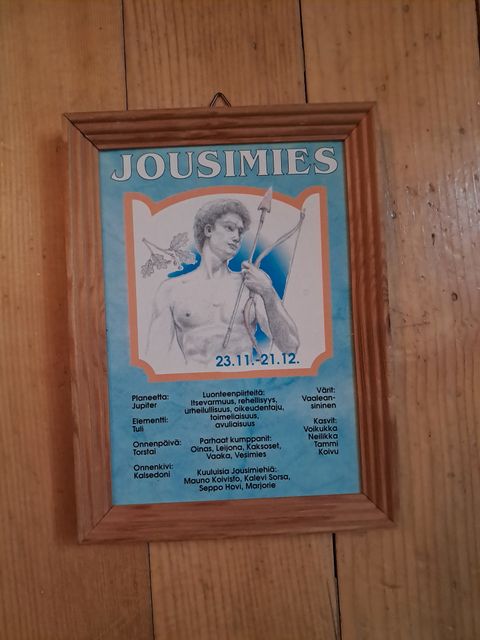 JOUSIMIES
23.11.-21.12.
Planeetta:
Jupiter
Elementti:
Tuli
Onnenpäivä:
Torstai
Onnenkivi:
Kalsedoni
Luonteenpiirteitä:
Itsevarmuus, rehellisyys,
urheilullisuus, oikeudentaju,
toimeliaisuus,
avuliaisuus
Parhaat kumppanit:
Oinas, Leijona, Kaksoset,
Vaaka, Vesimies
Kuuluisia Jousimiehiä:
Mauno Koivisto, Kalevi Sorsa,
Seppo Hovi, Marjorie
Värit:
Vaalean-
sininen
Kasvit:
Voikukka
Neilikka
Tammi
Koivu